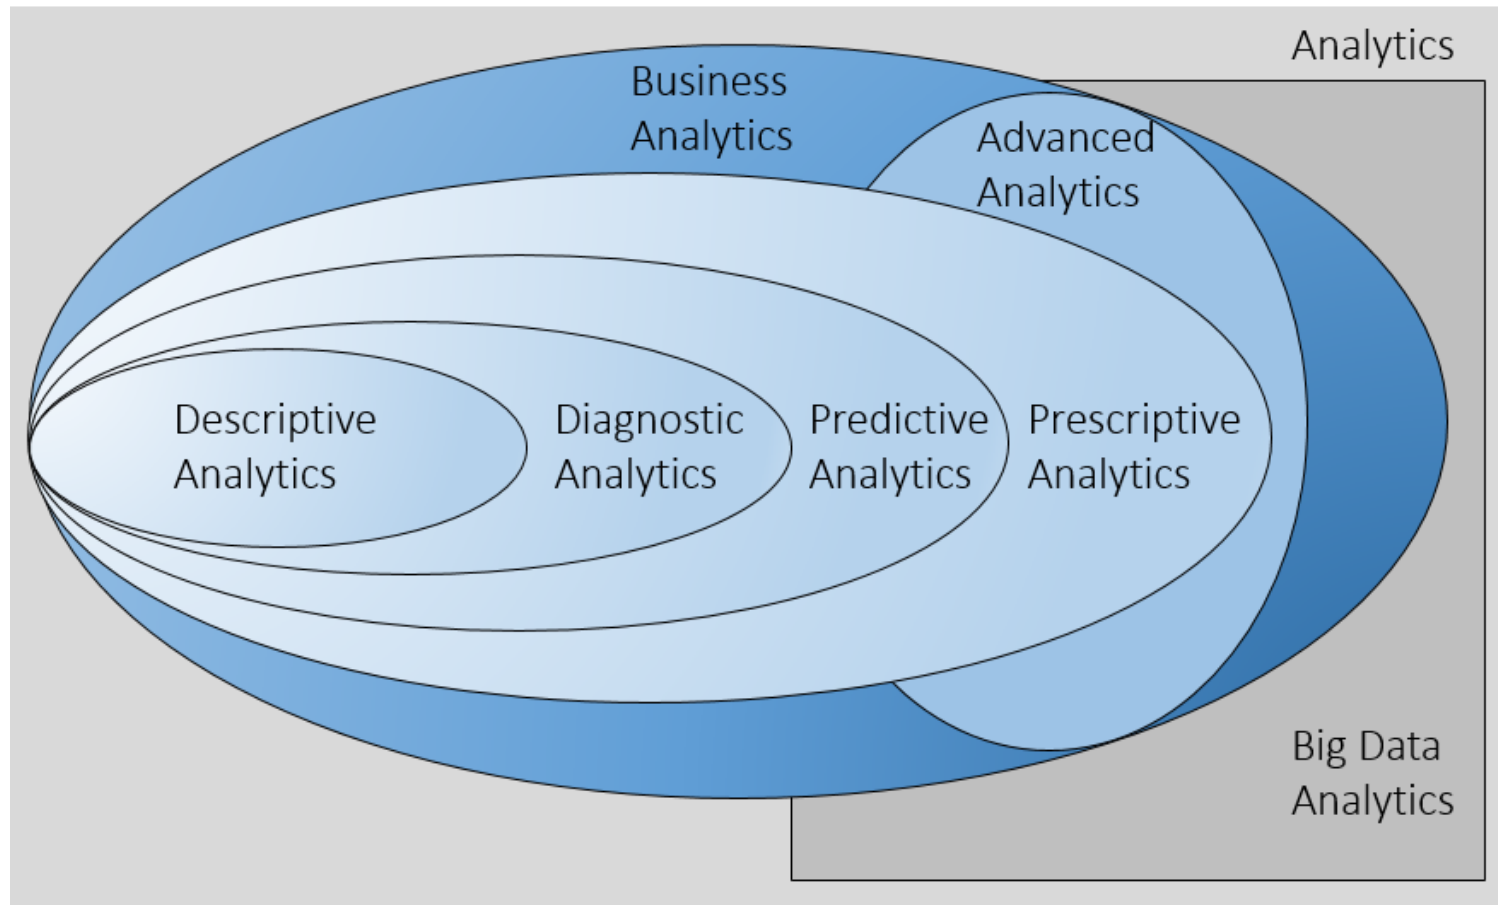 Analytics
Business
Analytics
Advanced
Analytics
Descriptive
Analytics
Diagnostic
Analytics
Predictive
Analytics
Prescriptive
Analytics
Big Data
Analytics